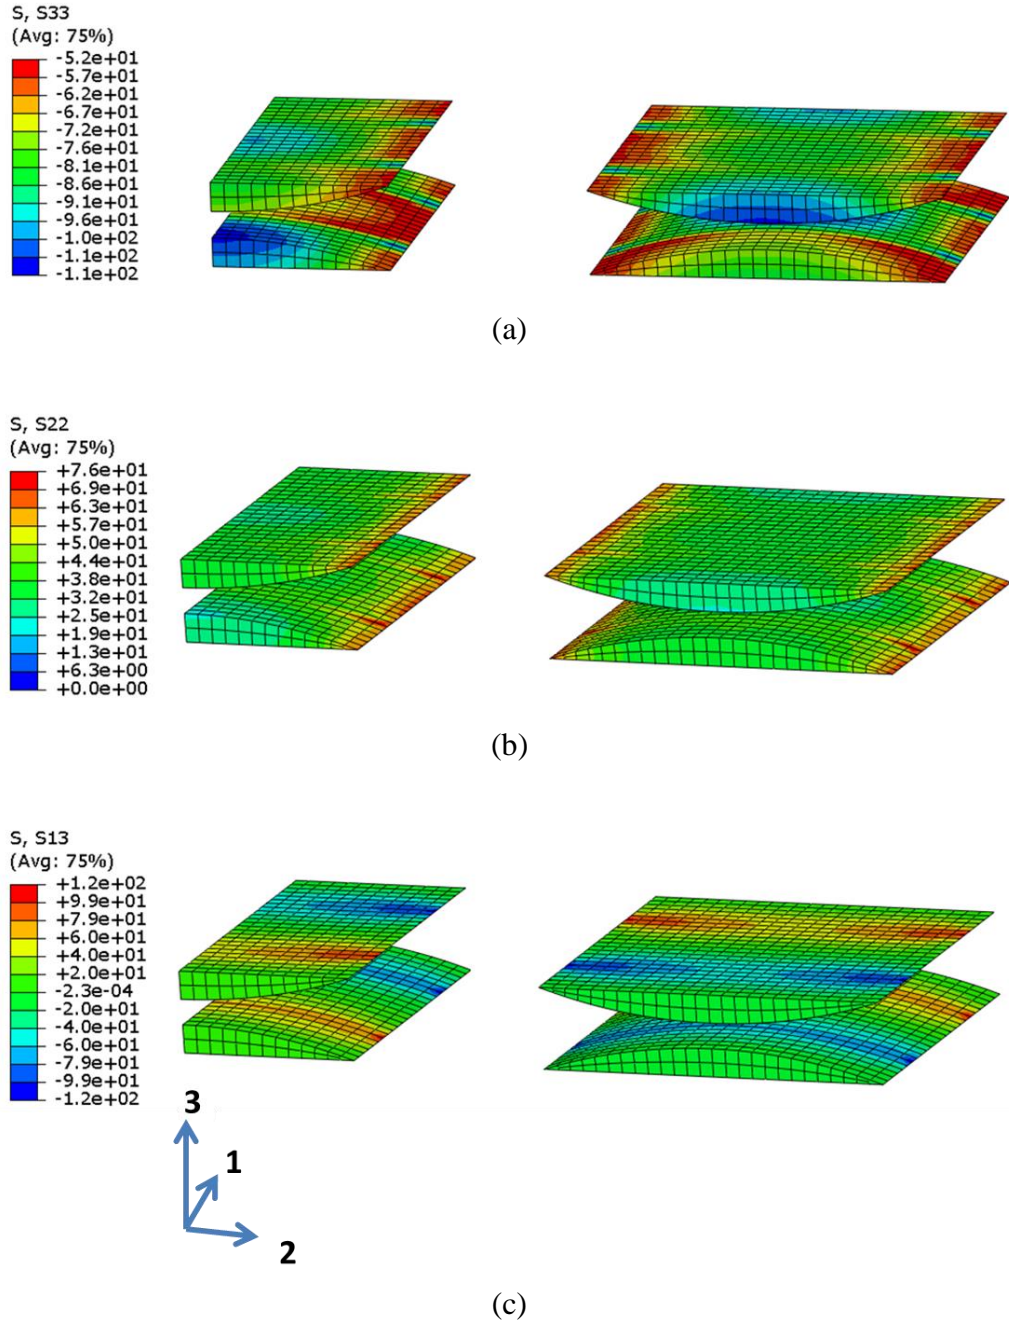 S, S33
(Avg: 75%)
-5.2e+01
-5.7e+01
-6.2e+01
-6.7e+01
-7.2e+01
-7.6e+01
-8.1e+01
-8.6e+01
-9.1e+01
-9.6e+01
-1.0e+02
-1.1e+02
-1.1e+02
(a)
S, S22
(Avg: 75%)
+7.6e+01
+6.9e+01
+6.3e+01
+5.7e+01
+5.0e+01
+4.4e+01
+3.8e+01
+3.2e+01
+2.5e+01
+1.9e+01
+1.3e+01
+6.3e+00
+0.0e+00
(b)
S, S13
(Avg: 75%)
+1.2e+02
+9.9e+01
+7.9e+01
+6.0e+01
+4.0e+01
+2.0e+01
-2.3e-04
-2.0e+01
-4.0e+01
-6.0e+01
-7.9e+01
-9.9e+01
-1.2e+02
3
1
2
(c)